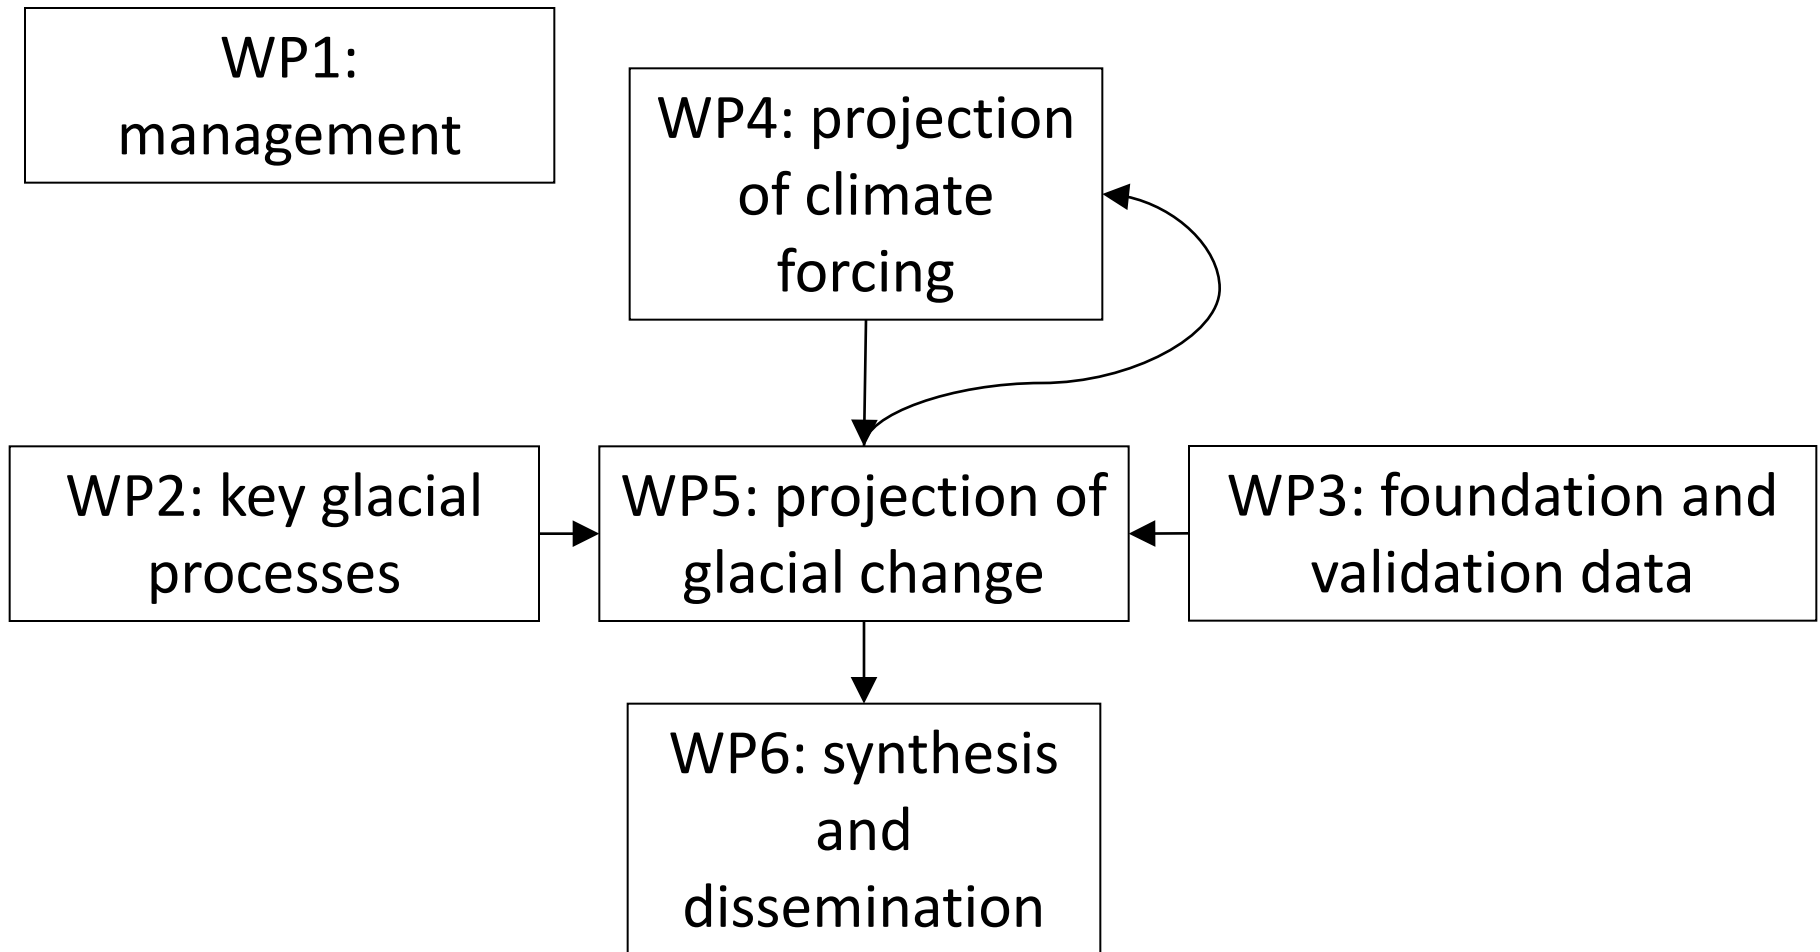 WP1:
management
WP4: projection
of climate
forcing
WP2: key glacial
processes
WP5: projection of
glacial change
WP3: foundation and
validation data
WP6: synthesis
and
dissemination